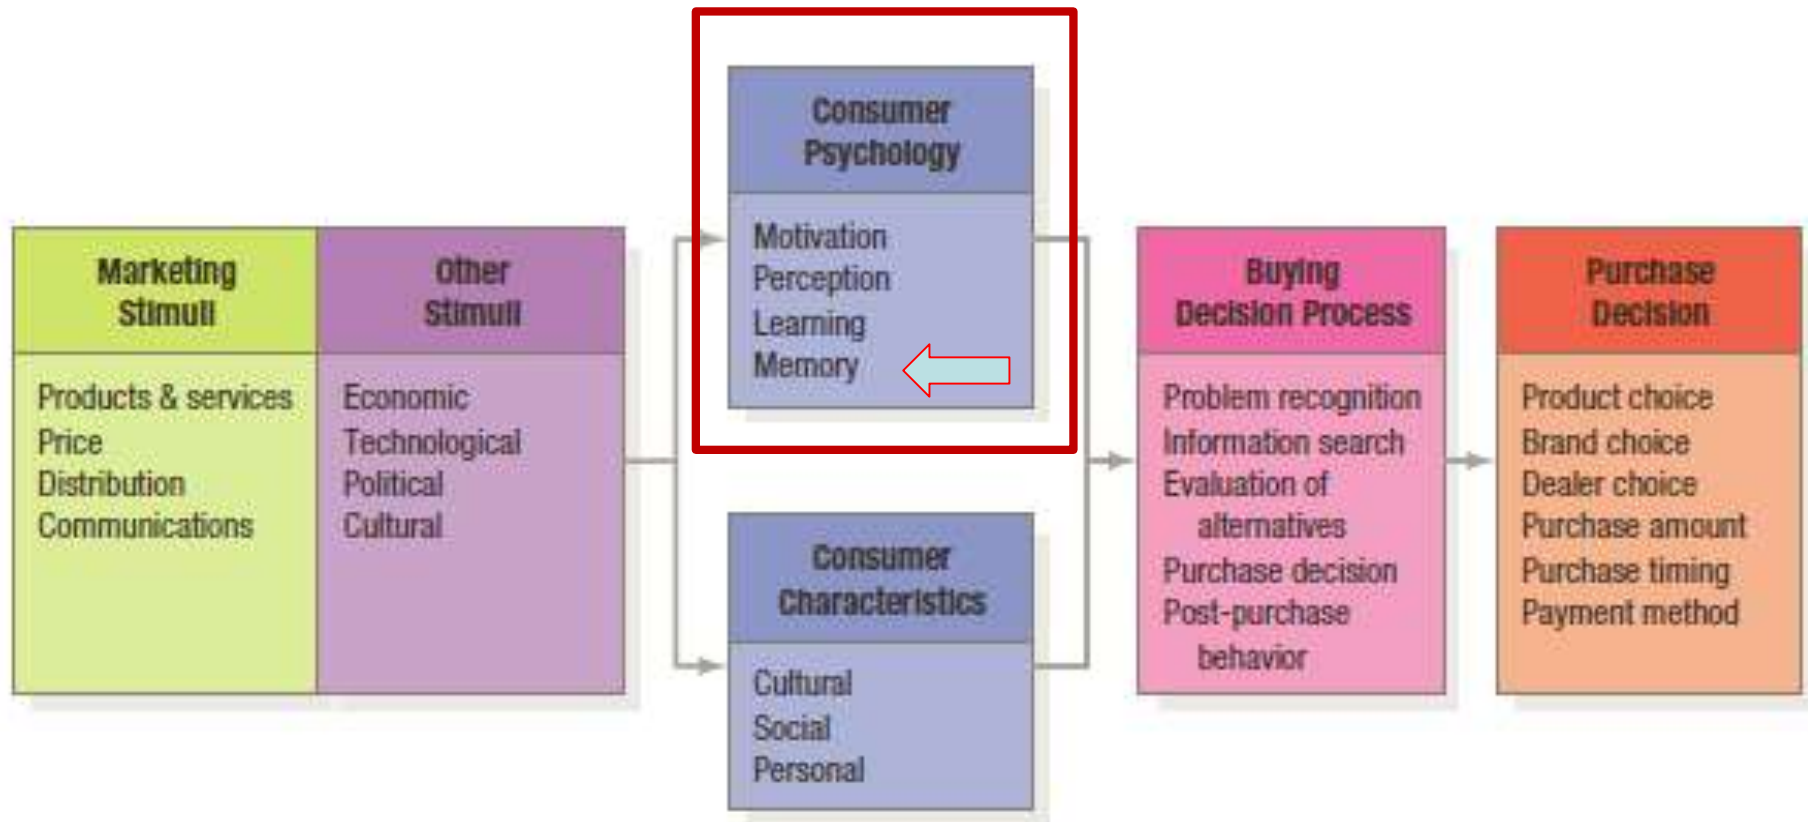 Marketing
Stimuli
Products & services
Price
Distribution
Communications
Other
Stimuli
Economic
Technological
Political
Cultural
Consumer
Psychology
Motivation
Perception
Learning
Memory
Consumer
Characteristics
Cultural
Social
Personal
Buying
Decision Process
Problem recognition
Information search
Evaluation of
alternatives
Purchase decision
Post-purchase
behavior
Purchase
Decision
Product choice
Brand choice
Dealer choice
Purchase amount
Purchase timing
Payment method